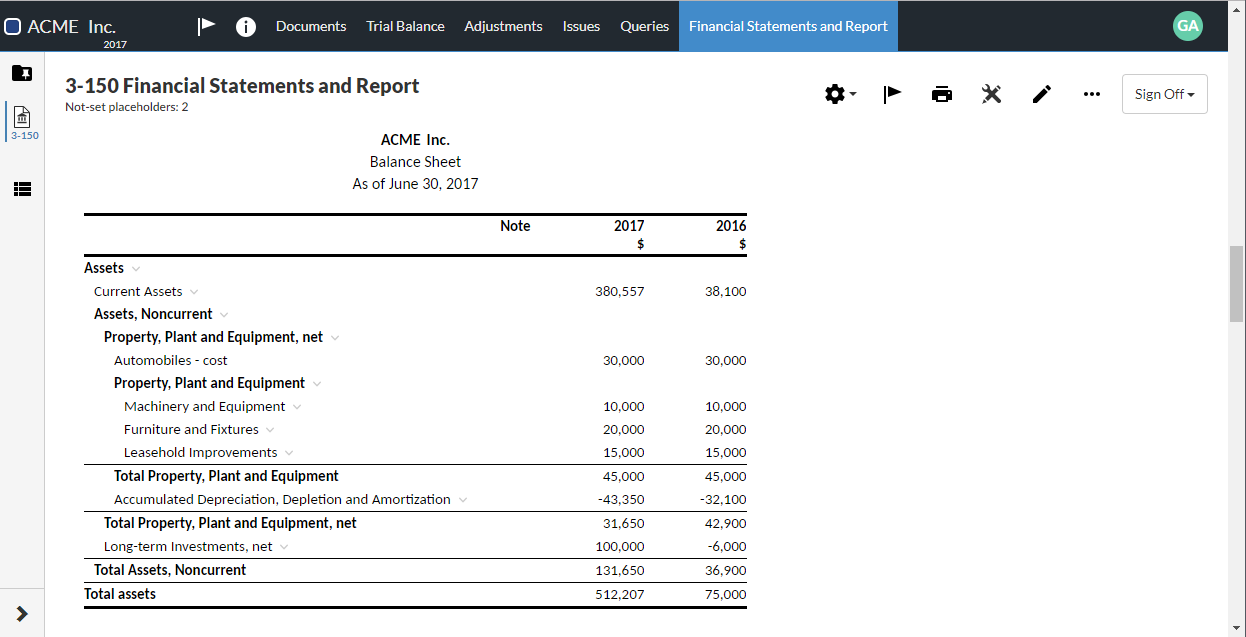 ACME Inc.
2017
i
Documents Trial Balance Adjustments Issues Queries Financial Statements and Report
GA
3-150 Financial Statements and Report
Not-set placeholders: 2
Sign Off
3-150
ACME Inc.
Balance Sheet
As of June 30, 2017
Note 2017 2016
$ $
Assets
Current Assets 380,557 38,100
Assets, Noncurrent
Property, Plant and Equipment, net
Automobiles - cost 30,000 30,000
Property, Plant and Equipment
Machinery and Equipment 10,000 10,000
Furniture and Fixtures 20,000 20,000
Leasehold Improvements 15,000 15,000
Total Property, Plant and Equipment 45,000 45,000
Accumulated Depreciation, Depletion and Amortization -43,350 -32,100
Total Property, Plant and Equipment, net 31,650 42,900
Long-term Investments, net 100,000 -6,000
Total Assets, Noncurrent 131,650 36,900
Total assets 512,207 75,000